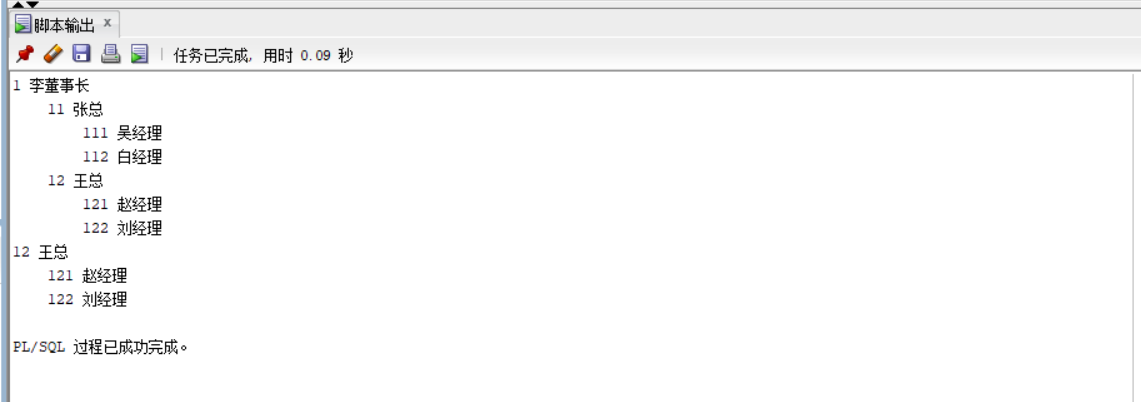 脚本输出 ×
任务已完成, 用时 0.09 秒
1 李董事长
11 张总
111 吴经理
112 白经理
12 王总
121 赵经理
122 刘经理
12 王总
121 赵经理
122 刘经理
PL/SQL 过程已成功完成。